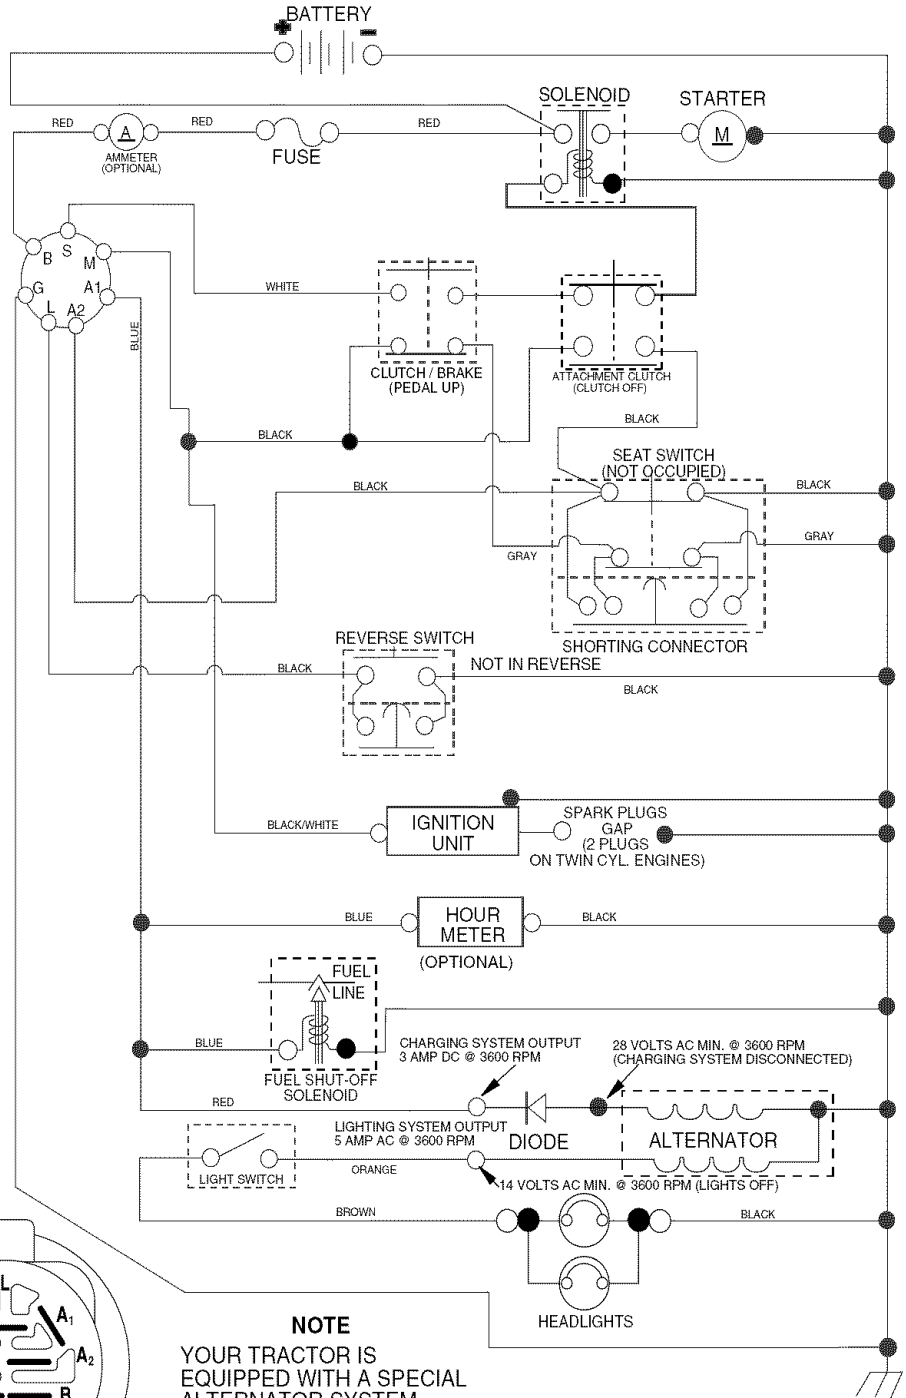 BATTERY
SOLENOID
STARTER
RED
A
RED
RED
M
AMMETER
(OPTIONAL)
FUSE
B
S
M
G
A1
L
A2
BLUE
WHITE
CLUTCH / BRAKE
(PEDAL UP)
ATTACHMENT CLUTCH
(CLUTCH OFF)
BLACK
BLACK
SEAT SWITCH
(NOT OCCUPIED)
BLACK
BLACK
GRAY
GRAY
SHORTING CONNECTOR
REVERSE SWITCH
NOT IN REVERSE
BLACK
BLACK
BLACK/WHITE
IGNITION
UNIT
SPARK PLUGS
GAP
(2 PLUGS
ON TWIN CYL. ENGINES)
BLUE
HOUR
METER
BLACK
(OPTIONAL)
FUEL
LINE
BLUE
FUEL SHUT-OFF
SOLENOID
CHARGING SYSTEM OUTPUT
3 AMP DC @ 3600 RPM
28 VOLTS AC MIN. @ 3600 RPM
(CHARGING SYSTEM DISCONNECTED)
RED
LIGHTING SYSTEM OUTPUT
5 AMP AC @ 3600 RPM
DIODE
ALTERNATOR
LIGHT SWITCH
ORANGE
14 VOLTS AC MIN. @ 3600 RPM (LIGHTS OFF)
BROWN
BLACK
HEADLIGHTS
L
A1
A2
B
NOTE
YOUR TRACTOR IS
EQUIPPED WITH A SPECIAL
ALTERNATOR SYSTEM